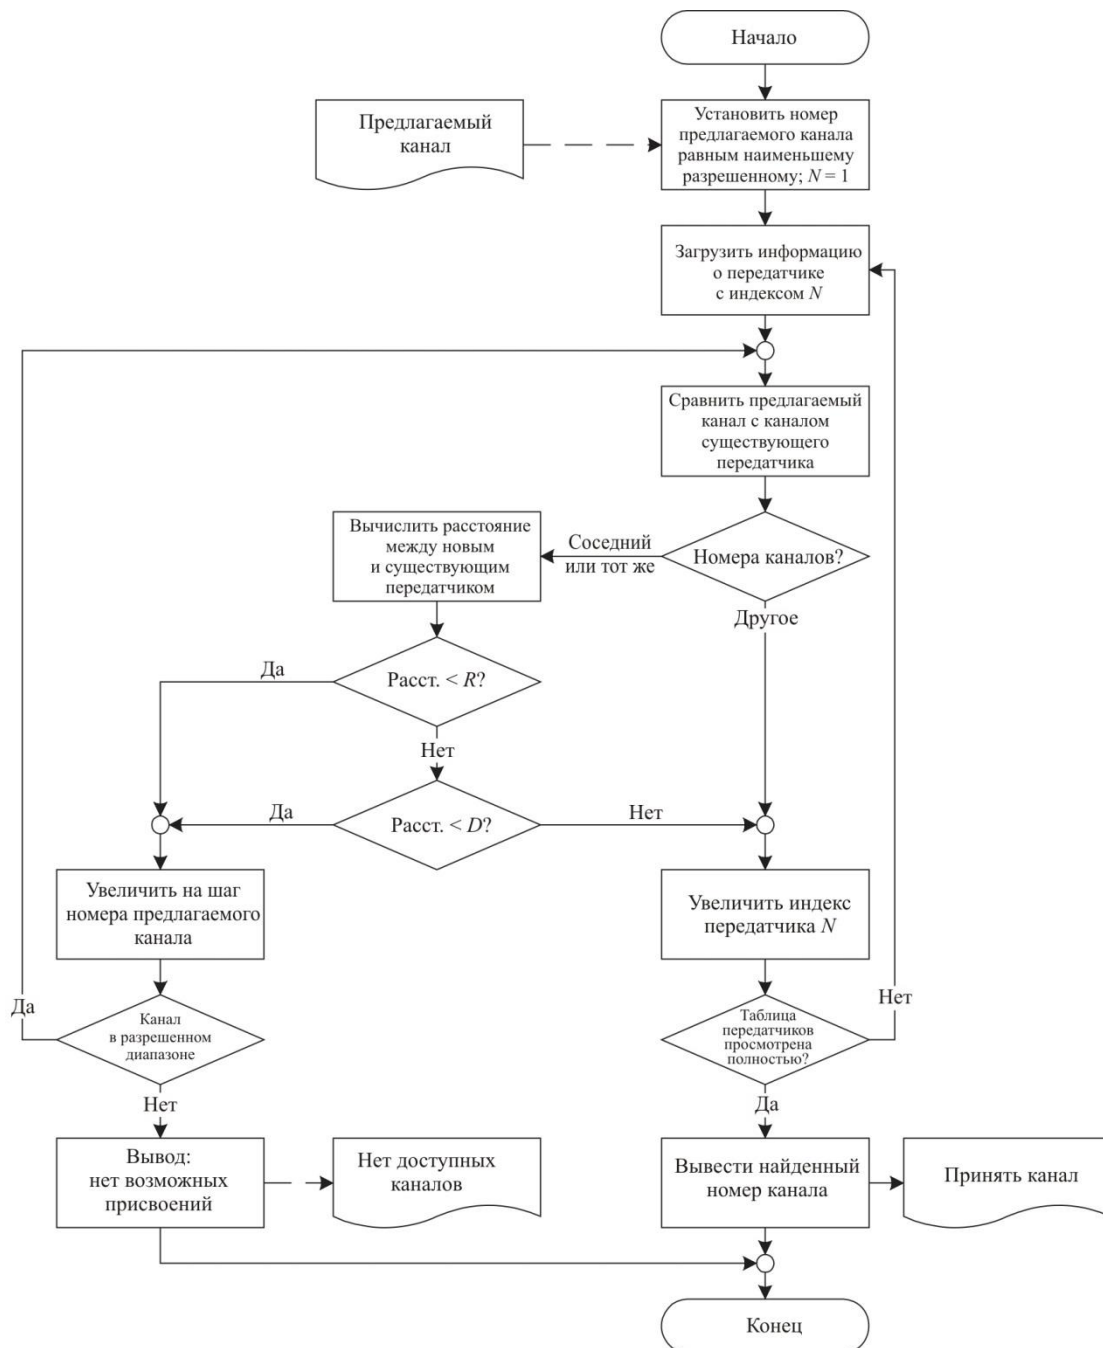 Начало
Предлагаемый
канал
Установить номер
предлагаемого канала
равным наименьшему
разрешенному; N = 1
Загрузить информацию
о передатчике
с индексом N
Сравнить предлагаемый
канал с каналом
существующего
передатчика
Вычислить расстояние
между новым
и существующим
передатчиком
Соседний
или тот же
Номера каналов?
Другое
Да
Расст. < R?
Нет
Да
Расст. < D?
Нет
Увеличить на шаг
номера предлагаемого
канала
Увеличить индекс
передатчика N
Да
Канал
в разрешенном
диапазоне
Таблица
передатчиков
просмотрена
полностью?
Нет
Нет
Да
Вывод:
нет возможных
присвоений
Нет доступных
каналов
Вывести найденный
номер канала
Принять канал
Конец